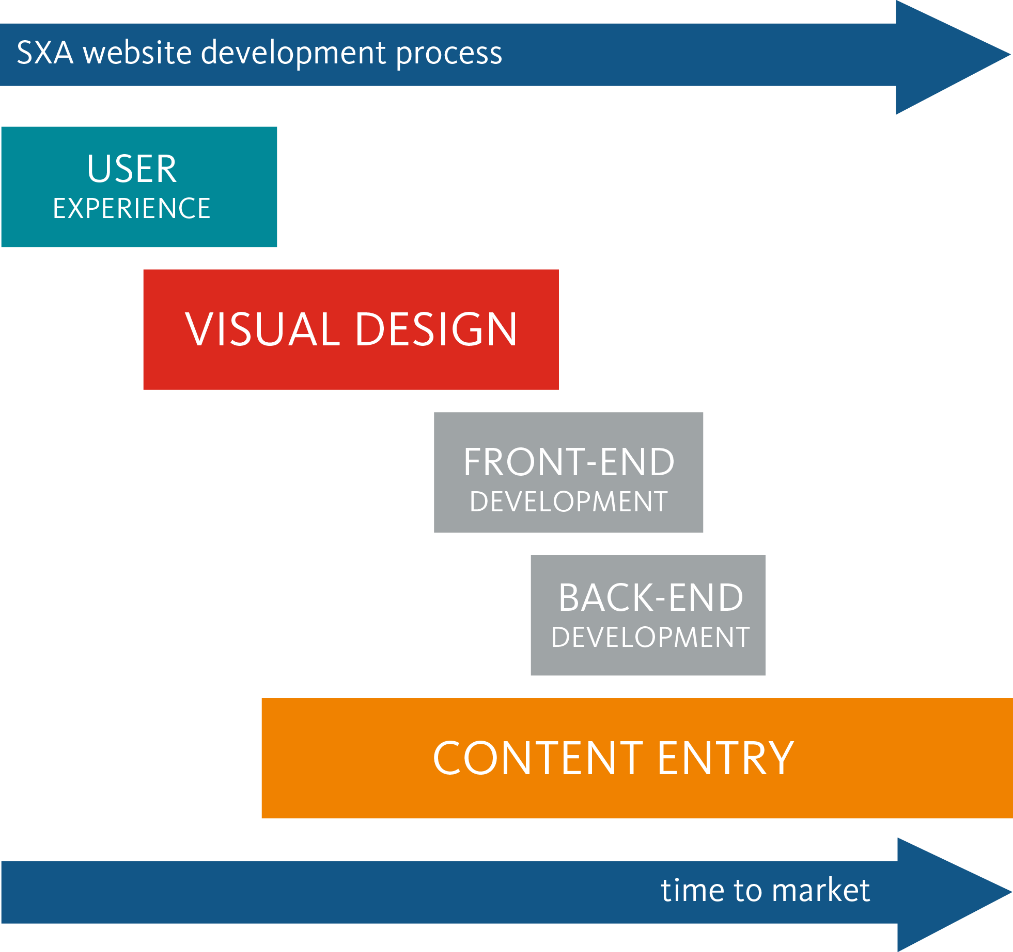 SXA website development process
USER
EXPERIENCE
VISUAL DESIGN
FRONT-END
DEVELOPMENT
BACK-END
DEVELOPMENT
CONTENT ENTRY
time to market